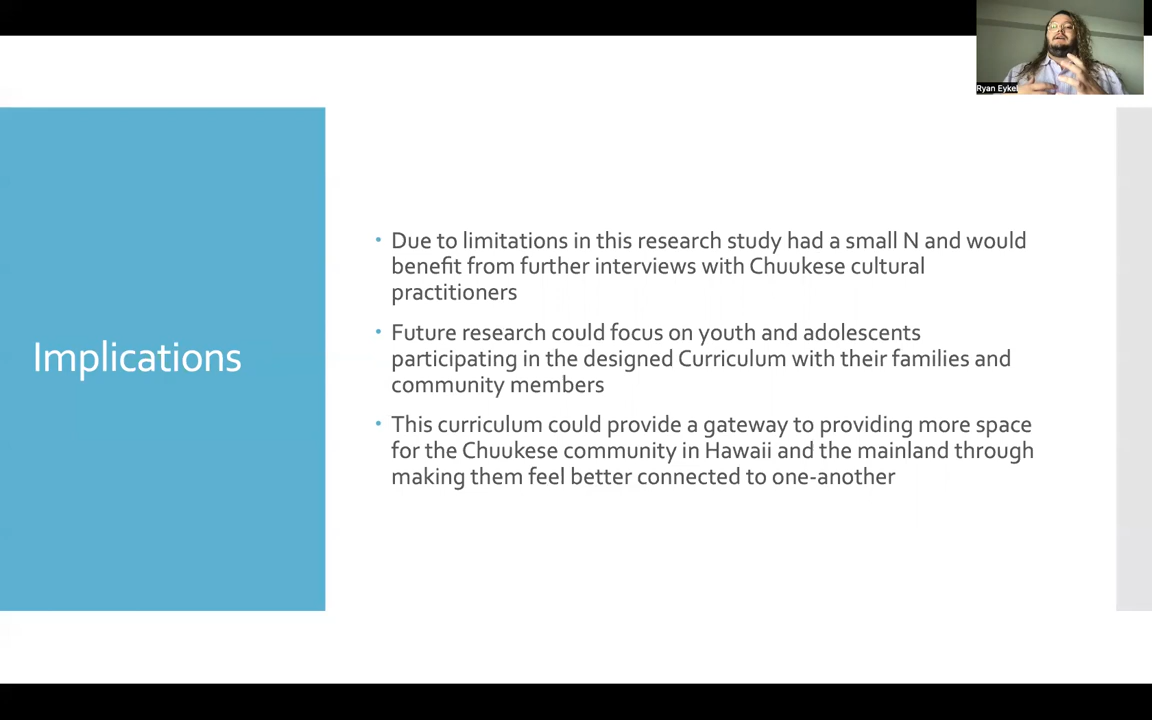 Ryan Eykel
Implications
• Due to limitations in this research study had a small N and would
benefit from further interviews with Chuukese cultural
practitioners
• Future research could focus on youth and adolescents
participating in the designed Curriculum with their families and
community members
• This curriculum could provide a gateway to providing more space
for the Chuukese community in Hawaii and the mainland through
making them feel better connected to one-another